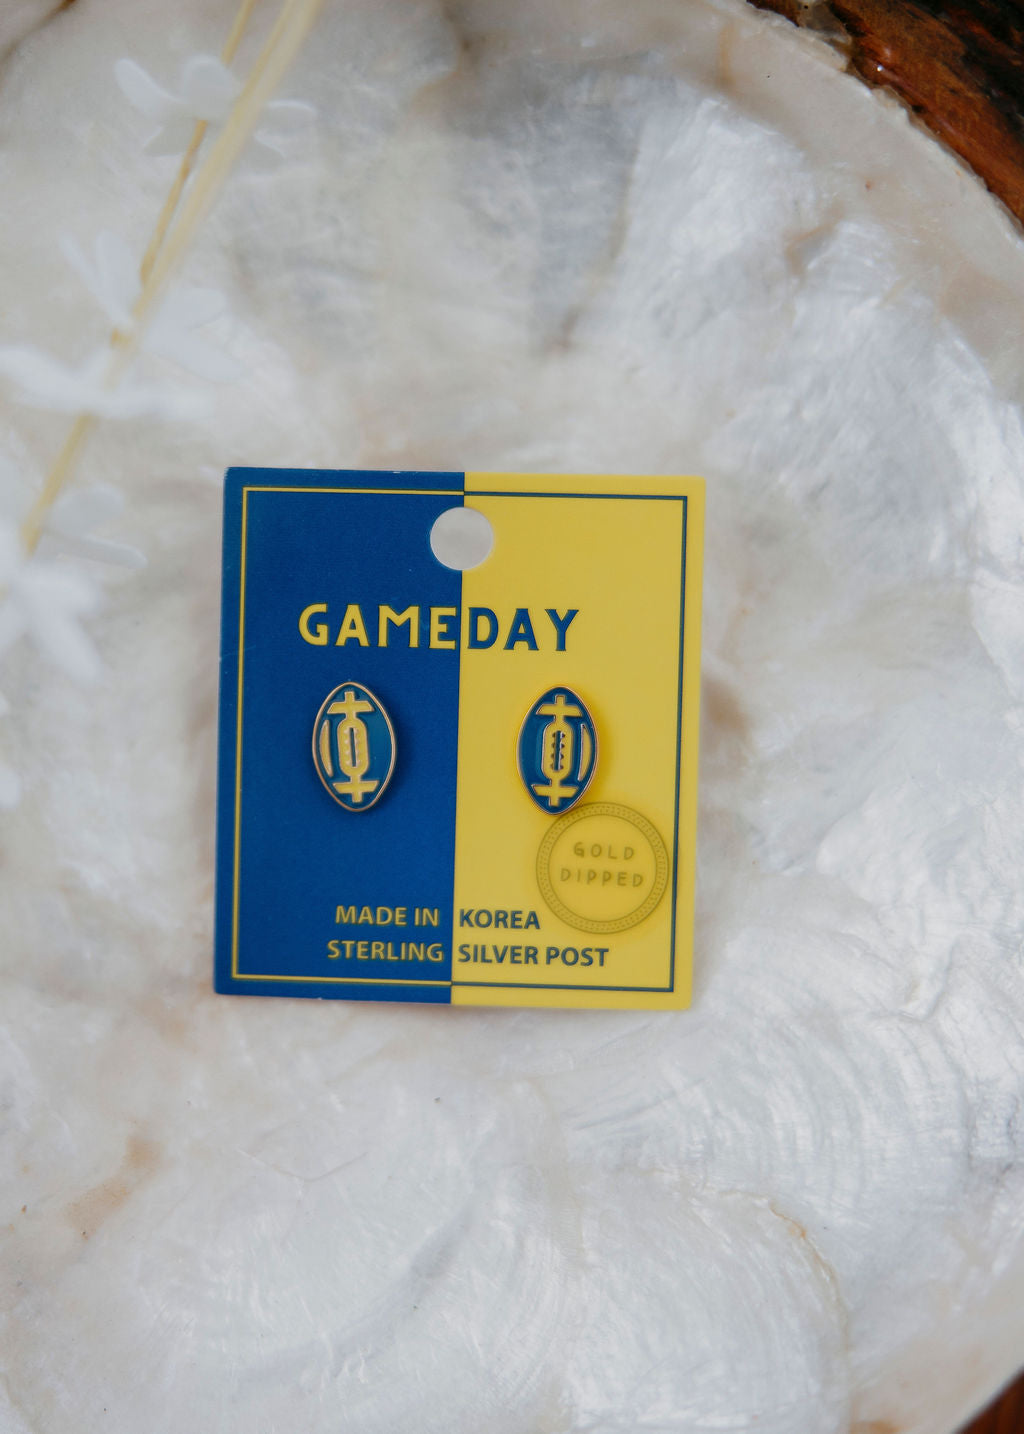 GAMEDAY
GOLD
DIPPED
MADE IN KOREA
STERLING SILVER POST